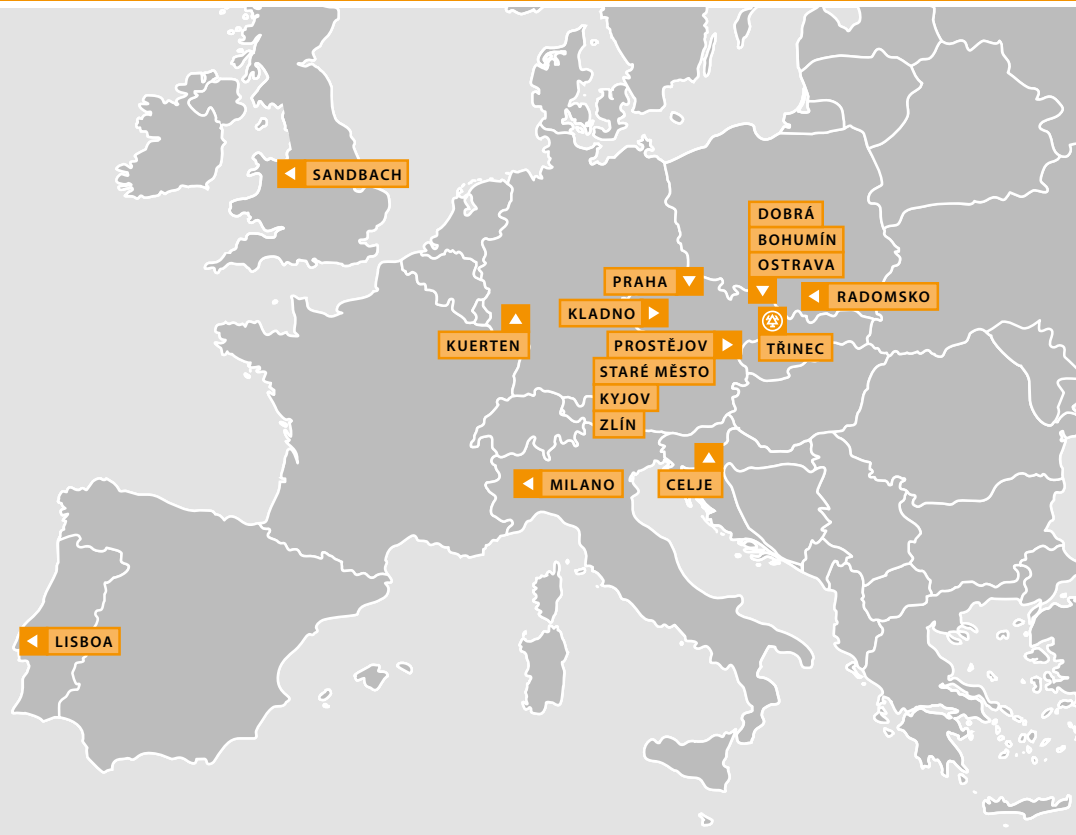 SANDBACH
DOBRÁ
BOHUMÍN
OSTRAVA
PRAHA
RADOMSKO
KLADNO
KUERTEN
PROSTĚJOV
TŘINEC
STARÉ MĚSTO
KYJOV
ZLÍN
MILANO
CELJE
LISBOA